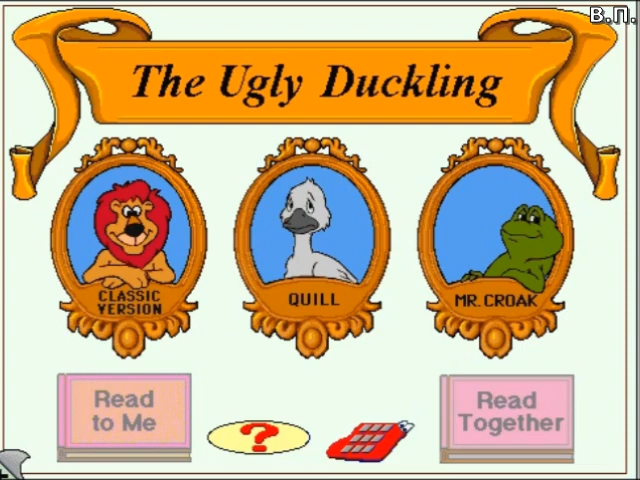 В.П.
The Ugly Duckling
CLASSIC
VERSION
QUILL
MR. CROAK
Read
to Me
?
Read
Together